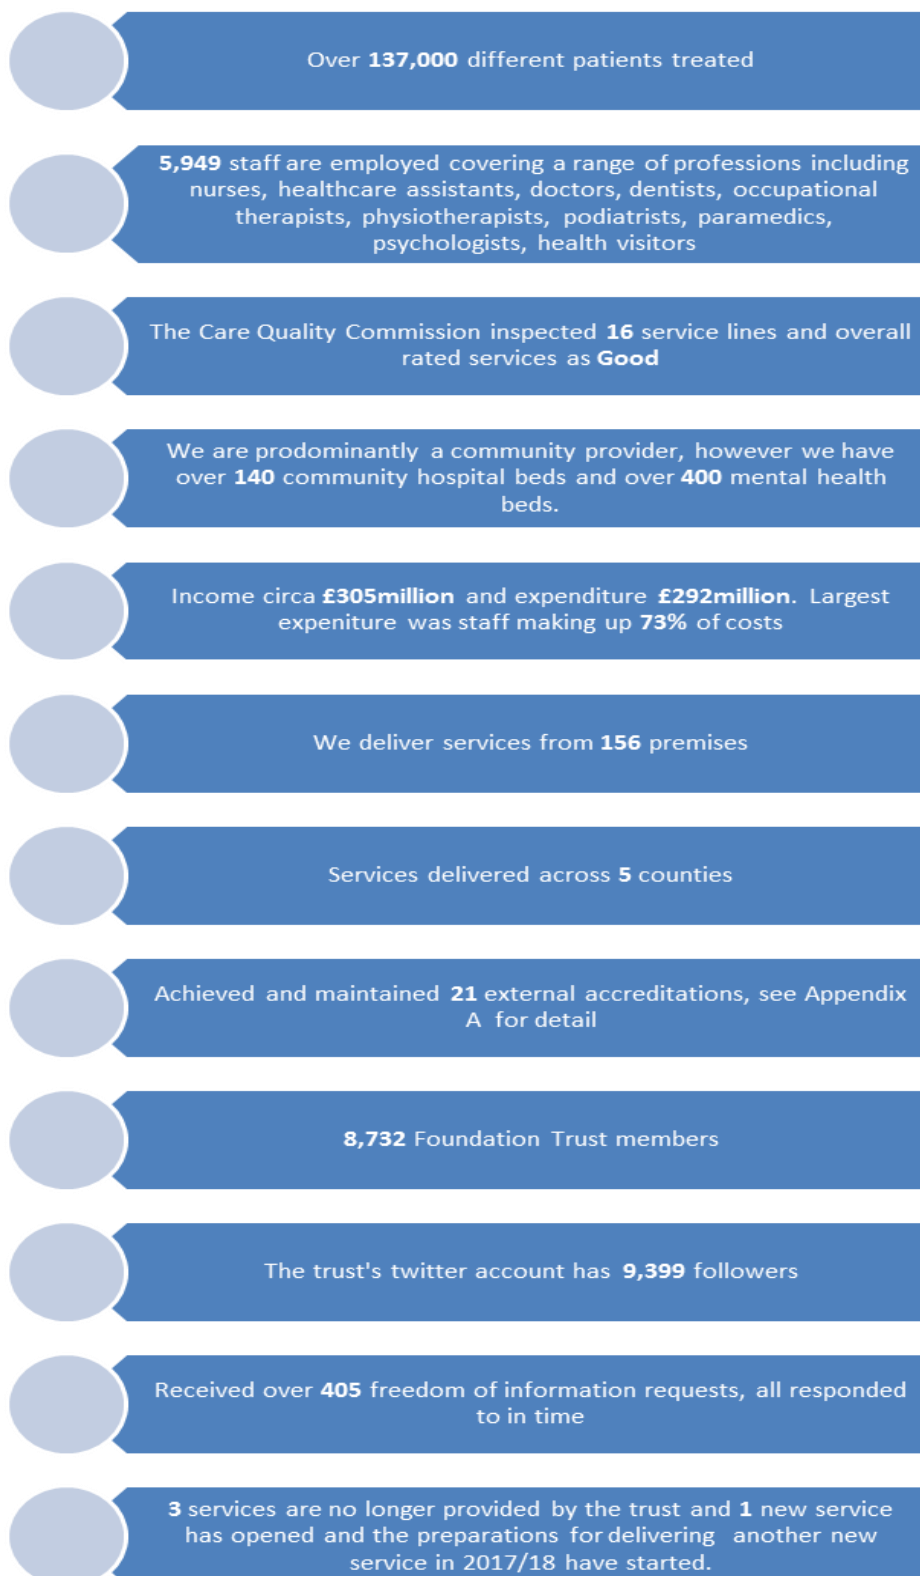 Over 137,000 different patients treated
5,949 staff are employed covering a range of professions including
nurses, healthcare assistants, doctors, dentists, occupational
therapists, physiotherapists, podiatrists, paramedics,
psychologists, health visitors
The Care Quality Commission inspected 16 service lines and overall
rated services as Good
We are prodominantly a community provider, however we have
over 140 community hospital beds and over 400 mental health
beds.
Income circa £305million and expenditure £292million. Largest
expeniture was staff making up 73% of costs
We deliver services from 156 premises
Services delivered across 5 counties
Achieved and maintained 21 external accreditations, see Appendix
A for detail
8,732 Foundation Trust members
The trust's twitter account has 9,399 followers
Received over 405 freedom of information requests, all responded
to in time
3 services are no longer provided by the trust and 1 new service
has opened and the preparations for delivering another new
service in 2017/18 have started.